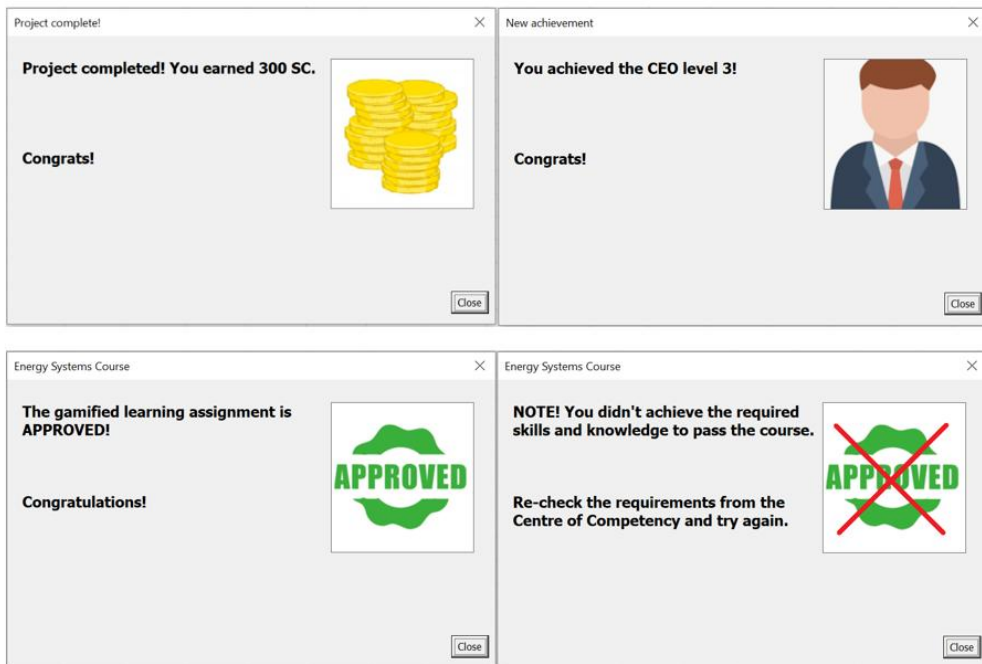 Project complete!
Project completed! You earned 300 SC.
Congrats!
Close
New achievement
You achieved the CEO level 3!
Congrats!
Close
Energy Systems Course
The gamified learning assignment is
APPROVED!
APPROVED
Congratulations!
Close
Energy Systems Course
NOTE! You didn't achieve the required
skills and knowledge to pass the course.
APPROVED
Re-check the requirements from the
Centre of Competency and try again.
Close